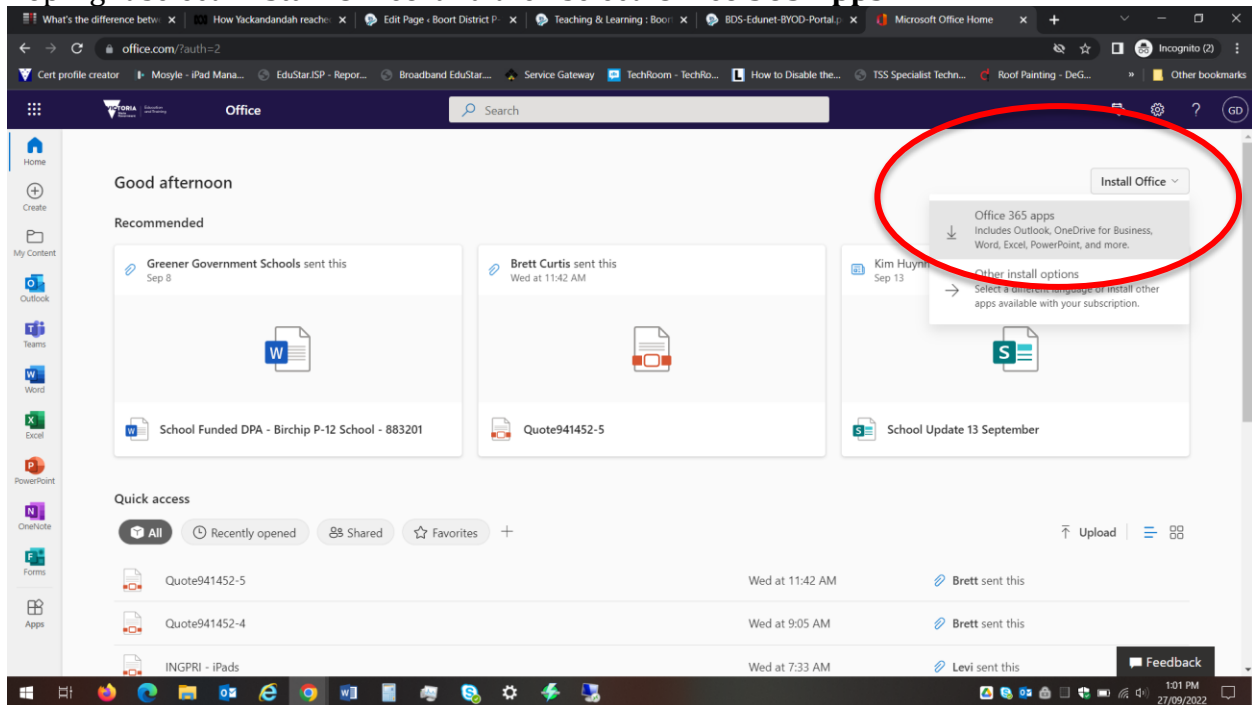 What's the difference betw
How Yackandandah reache
Edit Page ‹ Boort District P-
Teaching & Learning : Boor
BDS-Edunet-BYOD-Portal.p
Microsoft Office Home
office.com/?auth=2
Incognito (2)
Cert profile creator
Mosyle - iPad Mana...
EduStar.ISP - Repor...
Broadband EduStar....
Service Gateway
TechRoom - TechRo...
How to Disable the...
TSS Specialist Techn...
Roof Painting - DeG...
»
Other bookmarks
Office
Search
?
GD
Home
Create
My Content
Outlook
Teams
Word
Excel
PowerPoint
OneNote
Forms
Apps
Good afternoon
Install Office
Office 365 apps
Includes Outlook, OneDrive for Business,
Word, Excel, PowerPoint, and more.
Other install options
Select a different language or install other
apps available with your subscription.
Recommended
Greener Government Schools sent this
Sep 8
School Funded DPA - Birchip P-12 School - 883201
Brett Curtis sent this
Wed at 11:42 AM
Quote941452-5
Kim Huynh
Sep 13
School Update 13 September
Quick access
All
Recently opened
Shared
Favorites
Upload
Quote941452-5 Wed at 11:42 AM Brett sent this
Quote941452-4 Wed at 9:05 AM Brett sent this
INGPRI - iPads Wed at 7:33 AM Levi sent this
Feedback
1:01 PM
27/09/2022